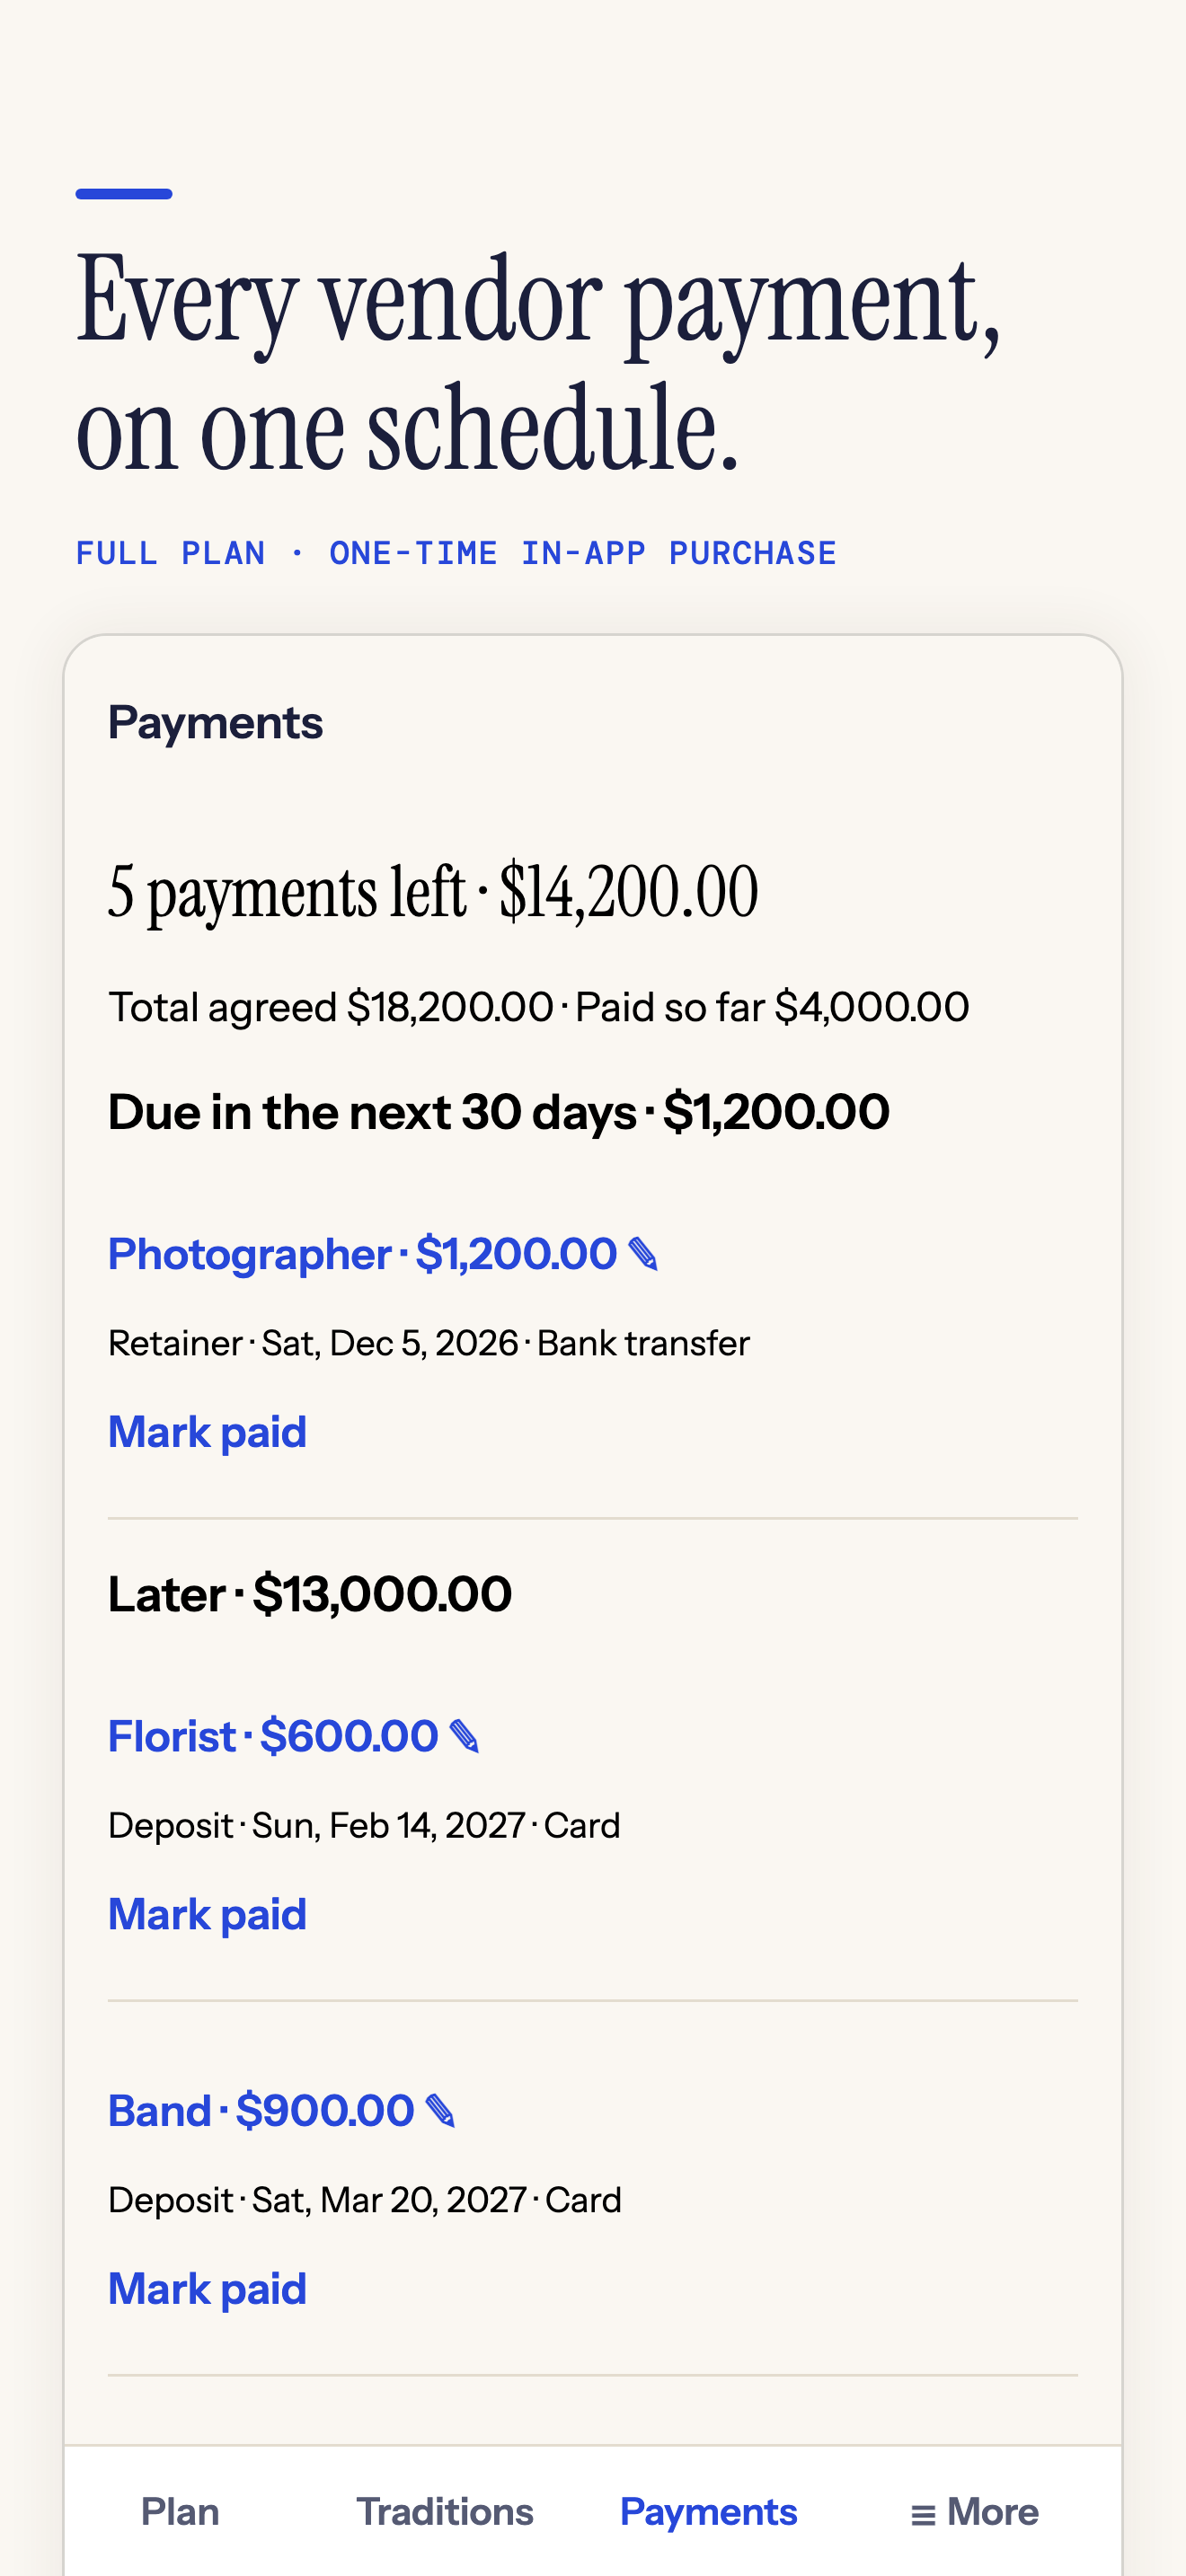 Every vendor payment,
on one schedule.
FULL PLAN · ONE-TIME IN-APP PURCHASE
Payments
5 payments left · $14,200.00
Total agreed $18,200.00 · Paid so far $4,000.00
Due in the next 30 days · $1,200.00
Photographer · $1,200.00 ✎
Retainer · Sat, Dec 5, 2026 · Bank transfer
Mark paid
Later · $13,000.00
Florist · $600.00 ✎
Deposit · Sun, Feb 14, 2027 · Card
Mark paid
Band · $900.00 ✎
Deposit · Sat, Mar 20, 2027 · Card
Mark paid
Plan Traditions Payments ≡ More